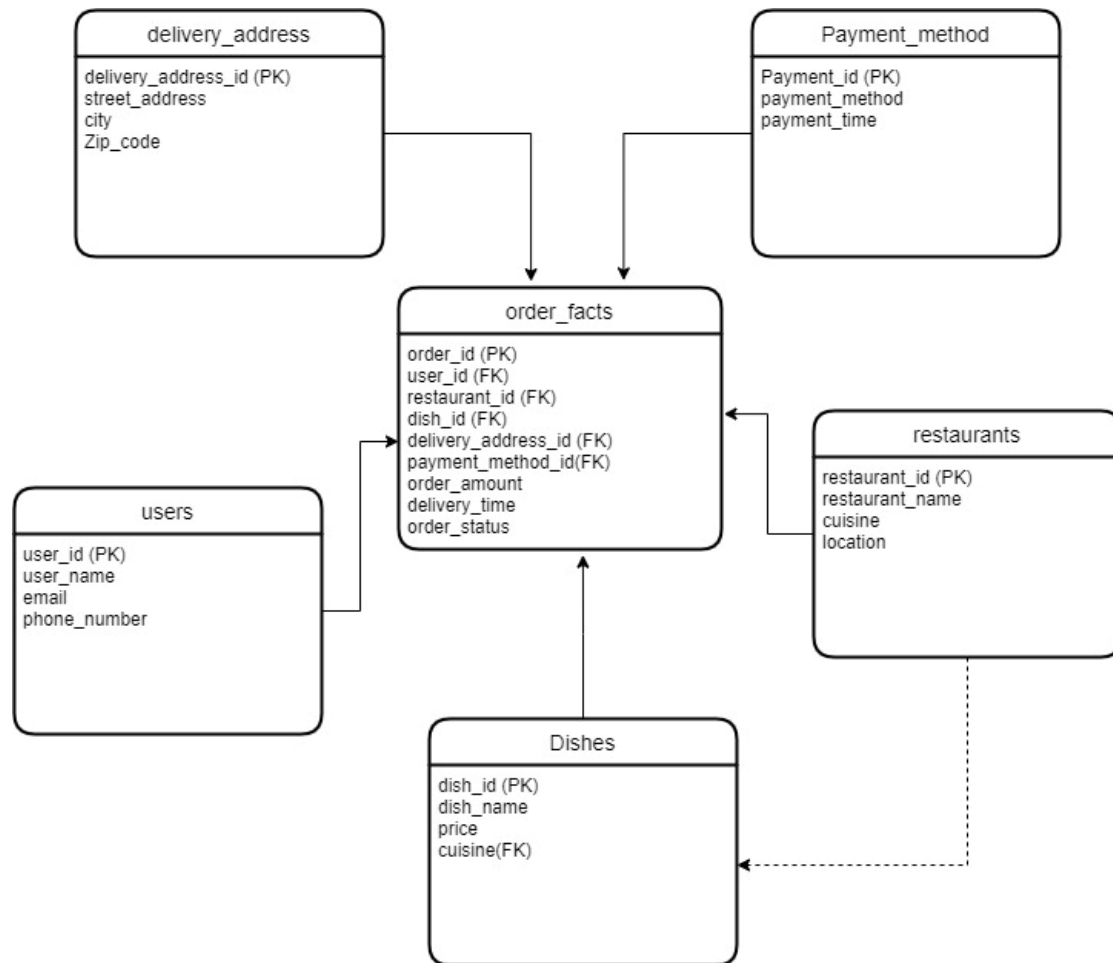 delivery_address
delivery_address_id (PK)
street_address
city
Zip_code
Payment_method
Payment_id (PK)
payment_method
payment_time
order_facts
order_id (PK)
user_id (FK)
restaurant_id (FK)
dish_id (FK)
delivery_address_id (FK)
payment_method_id(FK)
order_amount
delivery_time
order_status
restaurants
restaurant_id (PK)
restaurant_name
cuisine
location
users
user_id (PK)
user_name
email
phone_number
Dishes
dish_id (PK)
dish_name
price
cuisine(FK)